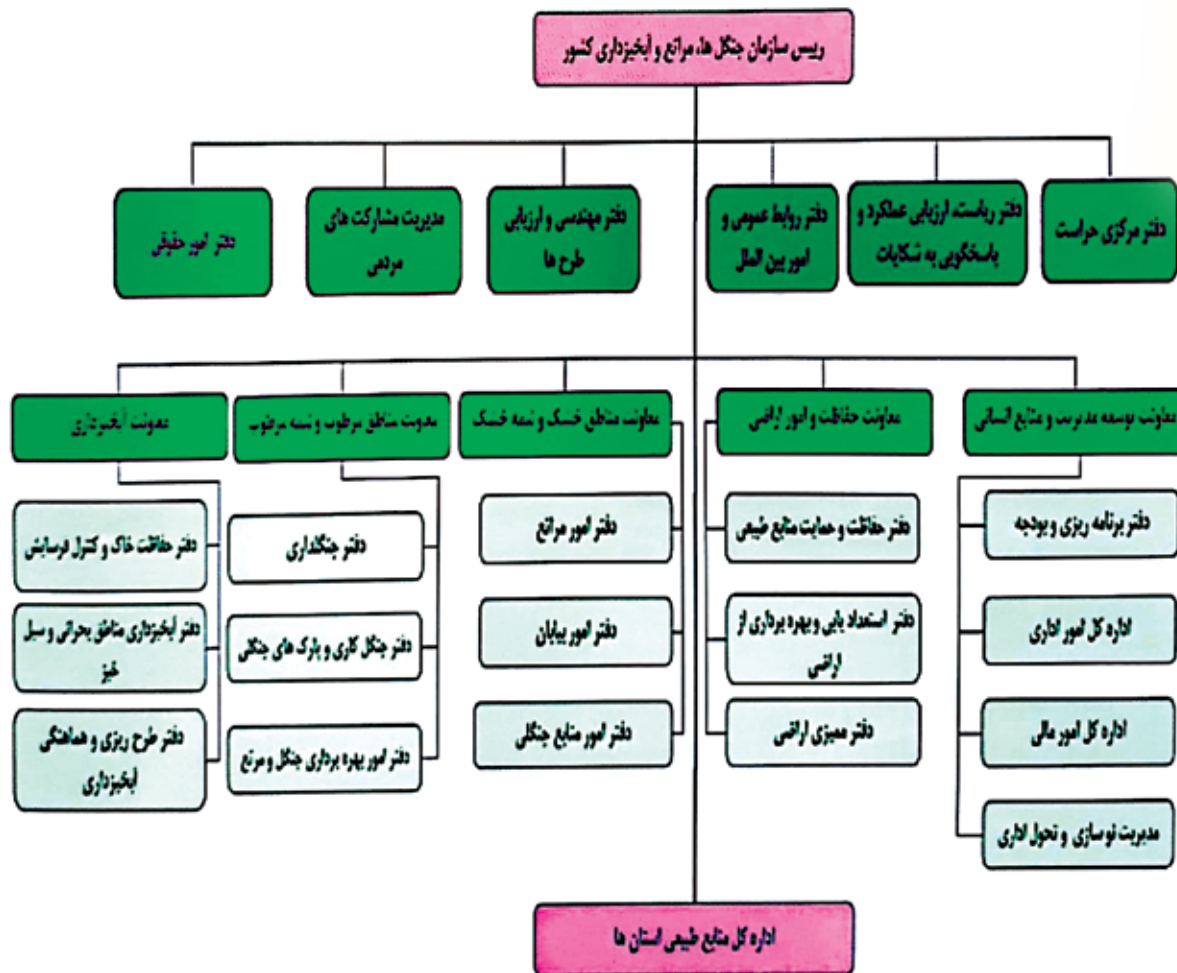 رییس سازمان جنگل ها، مراتع و آبخیزداری کشور
دفتر مرکزی حراست
دفتر ریاست، ارزیابی عملکرد و
پاسخگویی به شکایات
دفتر روابط عمومی و
امور بین الملل
دفتر مهندسی و ارزیابی
طرح ها
مدیریت مشارکت های
مردمی
دفتر امور حقوقی
معاونت توسعه مدیریت و منابع انسانی
دفتر برنامه ریزی و بودجه
اداره کل امور اداری
اداره کل امور مالی
مدیریت نوسازی و تحول اداری
معاونت حفاظت و امور اراضی
دفتر حفاظت و حمایت منابع طبیعی
دفتر استعداد یابی و بهره برداری از
اراضی
دفتر ممیزی اراضی
معاونت مناطق خشک و نیمه خشک
دفتر امور مراتع
دفتر امور بیابان
دفتر امور منابع جنگلی
معاونت مناطق مرطوب و نیمه مرطوب
دفتر جنگلداری
دفتر جنگل کاری و پارک های جنگلی
دفتر امور بهره برداری جنگل و مرتع
معاونت آبخیزداری
دفتر حفاظت خاک و کنترل فرسایش
دفتر آبخیزداری مناطق بحرانی و سیل
خیز
دفتر طرح ریزی و هماهنگی
آبخیزداری
اداره کل منابع طبیعی استان ها